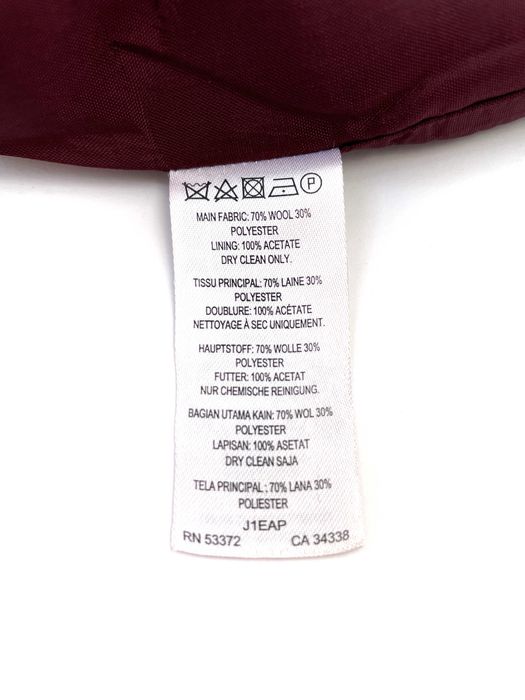 P
MAIN FABRIC: 70% WOOL 30%
POLYESTER
LINING: 100% ACETATE
DRY CLEAN ONLY.
TISSU PRINCIPAL: 70% LAINE 30%
POLYESTER
DOUBLURE: 100% ACÉTATE
NETTOYAGE À SEC UNIQUEMENT.
HAUPTSTOFF: 70% WOLLE 30%
POLYESTER
FUTTER: 100% ACETAT
NUR CHEMISCHE REINIGUNG.
BAGIAN UTAMA KAIN: 70% WOL 30%
POLYESTER
LAPISAN: 100% ASETAT
DRY CLEAN SAJA
TELA PRINCIPAL : 70% LANA 30%
POLIESTER
J1EAP
RN 53372 CA 34338